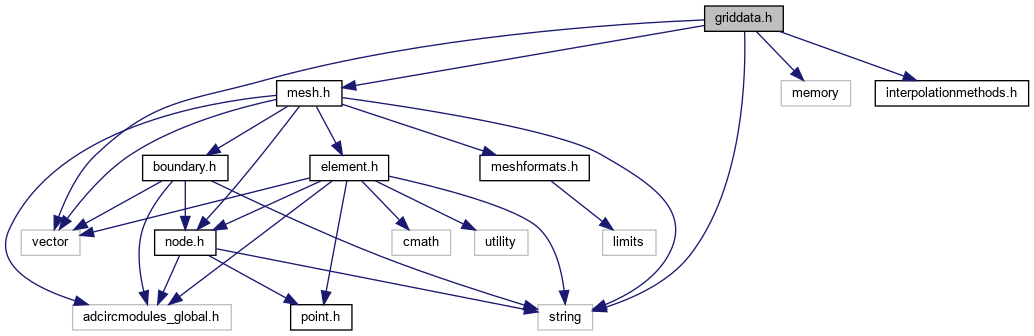 griddata.h
mesh.h
memory
interpolationmethods.h
boundary.h
element.h
meshformats.h
vector
node.h
cmath
utility
limits
adcircmodules_global.h
point.h
string